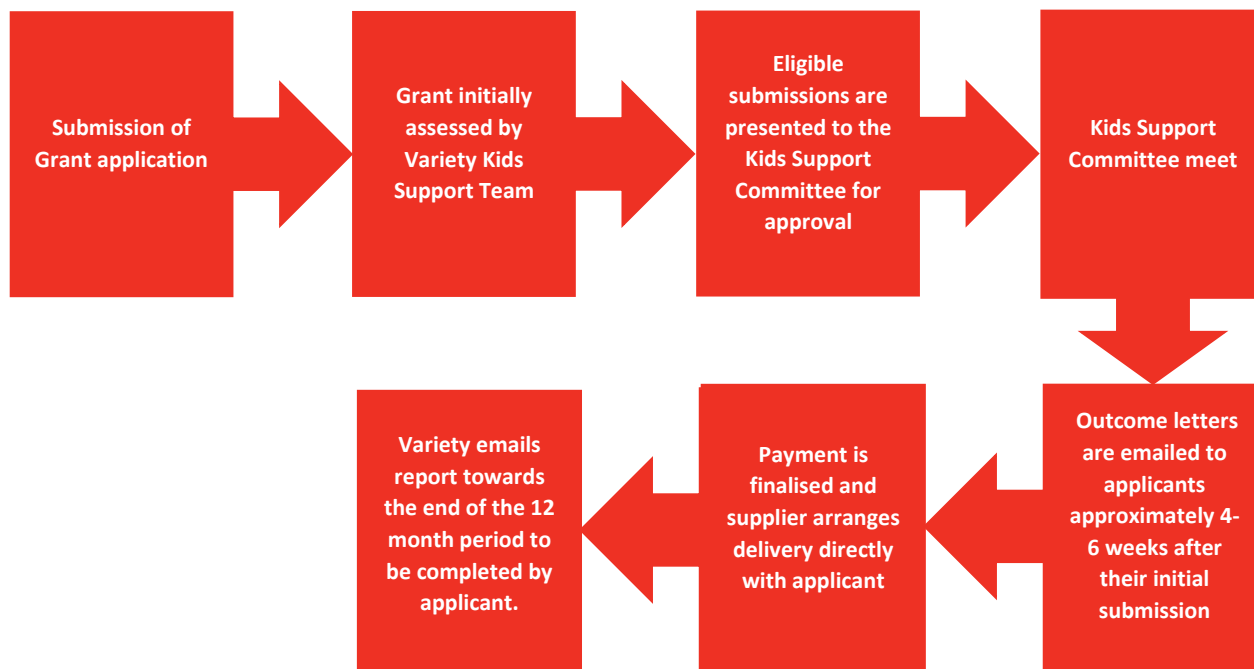 Submission of
Grant application
Grant initially
assessed by
Variety Kids
Support Team
Eligible
submissions are
presented to the
Kids Support
Committee for
approval
Kids Support
Committee meet
Outcome letters
are emailed to
applicants
approximately 4-
6 weeks after
their initial
submission
Payment is
finalised and
supplier arranges
delivery directly
with applicant
Variety emails
report towards
the end of the 12
month period to
be completed by
applicant.